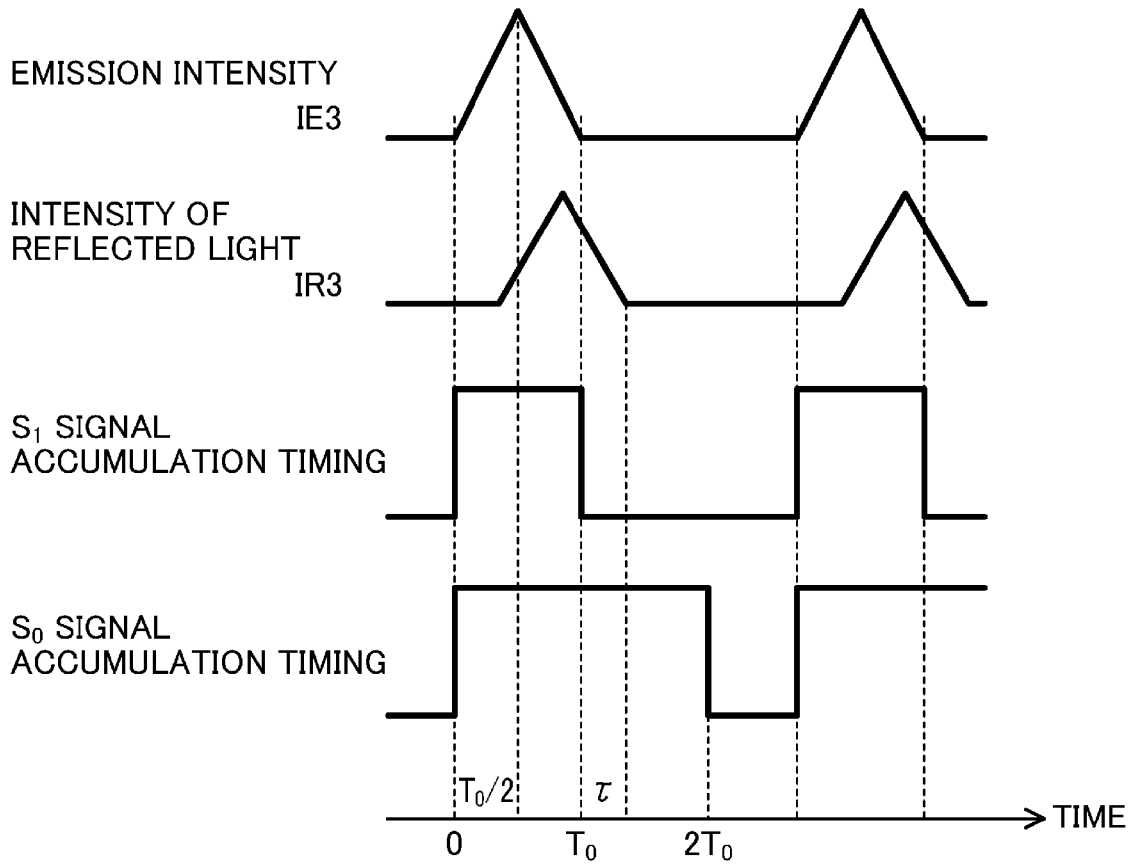 EMISSION INTENSITY
IE3
INTENSITY OF
REFLECTED LIGHT
IR3
S₁ SIGNAL
ACCUMULATION TIMING
S₀ SIGNAL
ACCUMULATION TIMING
T₀/2 τ
TIME
0 T₀ 2T₀